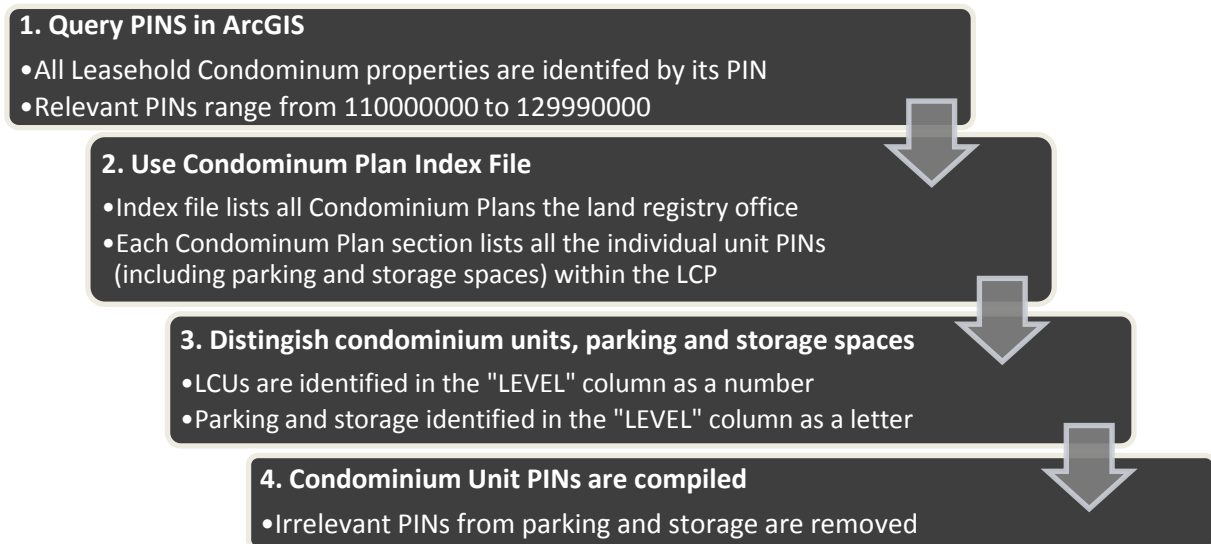 1. Query PINS in ArcGIS
•All Leasehold Condominum properties are identifed by its PIN
•Relevant PINs range from 110000000 to 129990000
2. Use Condominum Plan Index File
•Index file lists all Condominium Plans the land registry office
•Each Condominum Plan section lists all the individual unit PINs
(including parking and storage spaces) within the LCP
3. Distingish condominium units, parking and storage spaces
•LCUs are identified in the "LEVEL" column as a number
•Parking and storage identified in the "LEVEL" column as a letter
4. Condominium Unit PINs are compiled
•Irrelevant PINs from parking and storage are removed